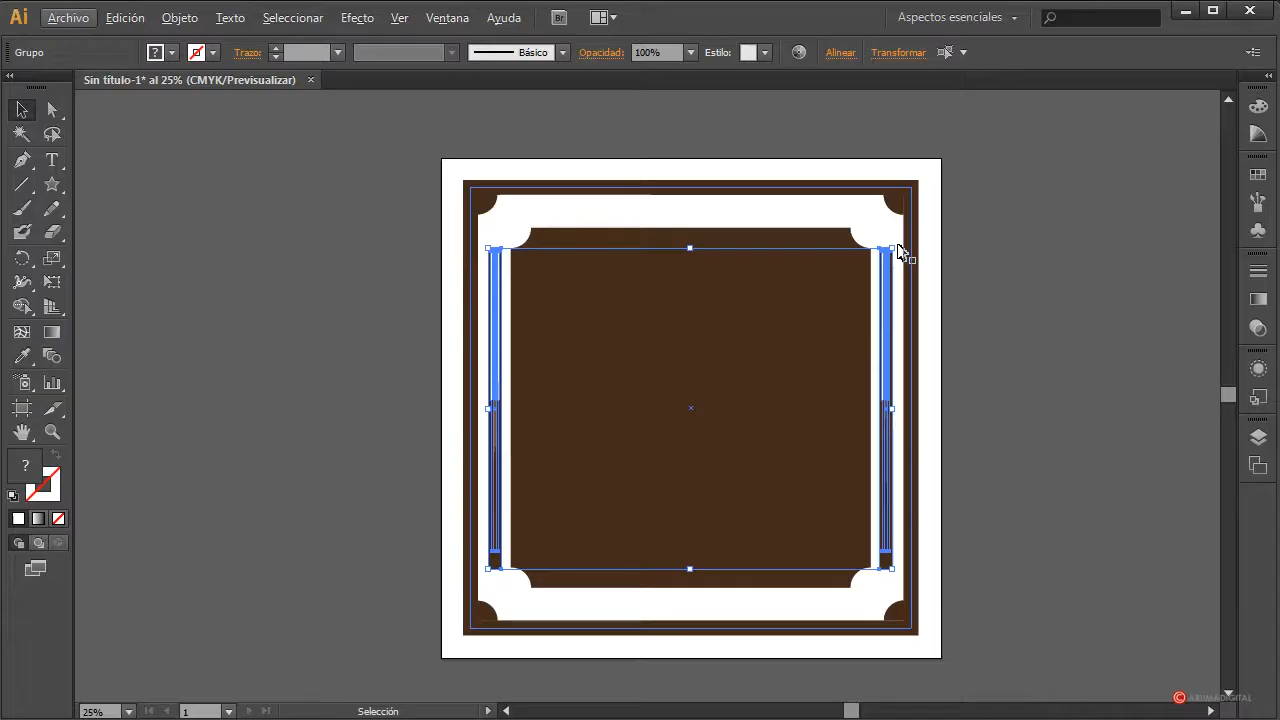 Ai Archivo Edición Objeto Texto Seleccionar Efecto Ver Ventana Ayuda Br Aspectos esenciales
Grupo ? Trazo: Básico Opacidad: 100% Estilo: Alinear Transformar
Sin título-1* al 25% (CMYK/Previsualizar)
T
?
© ARUMEDIGITAL
25% 1 Selección